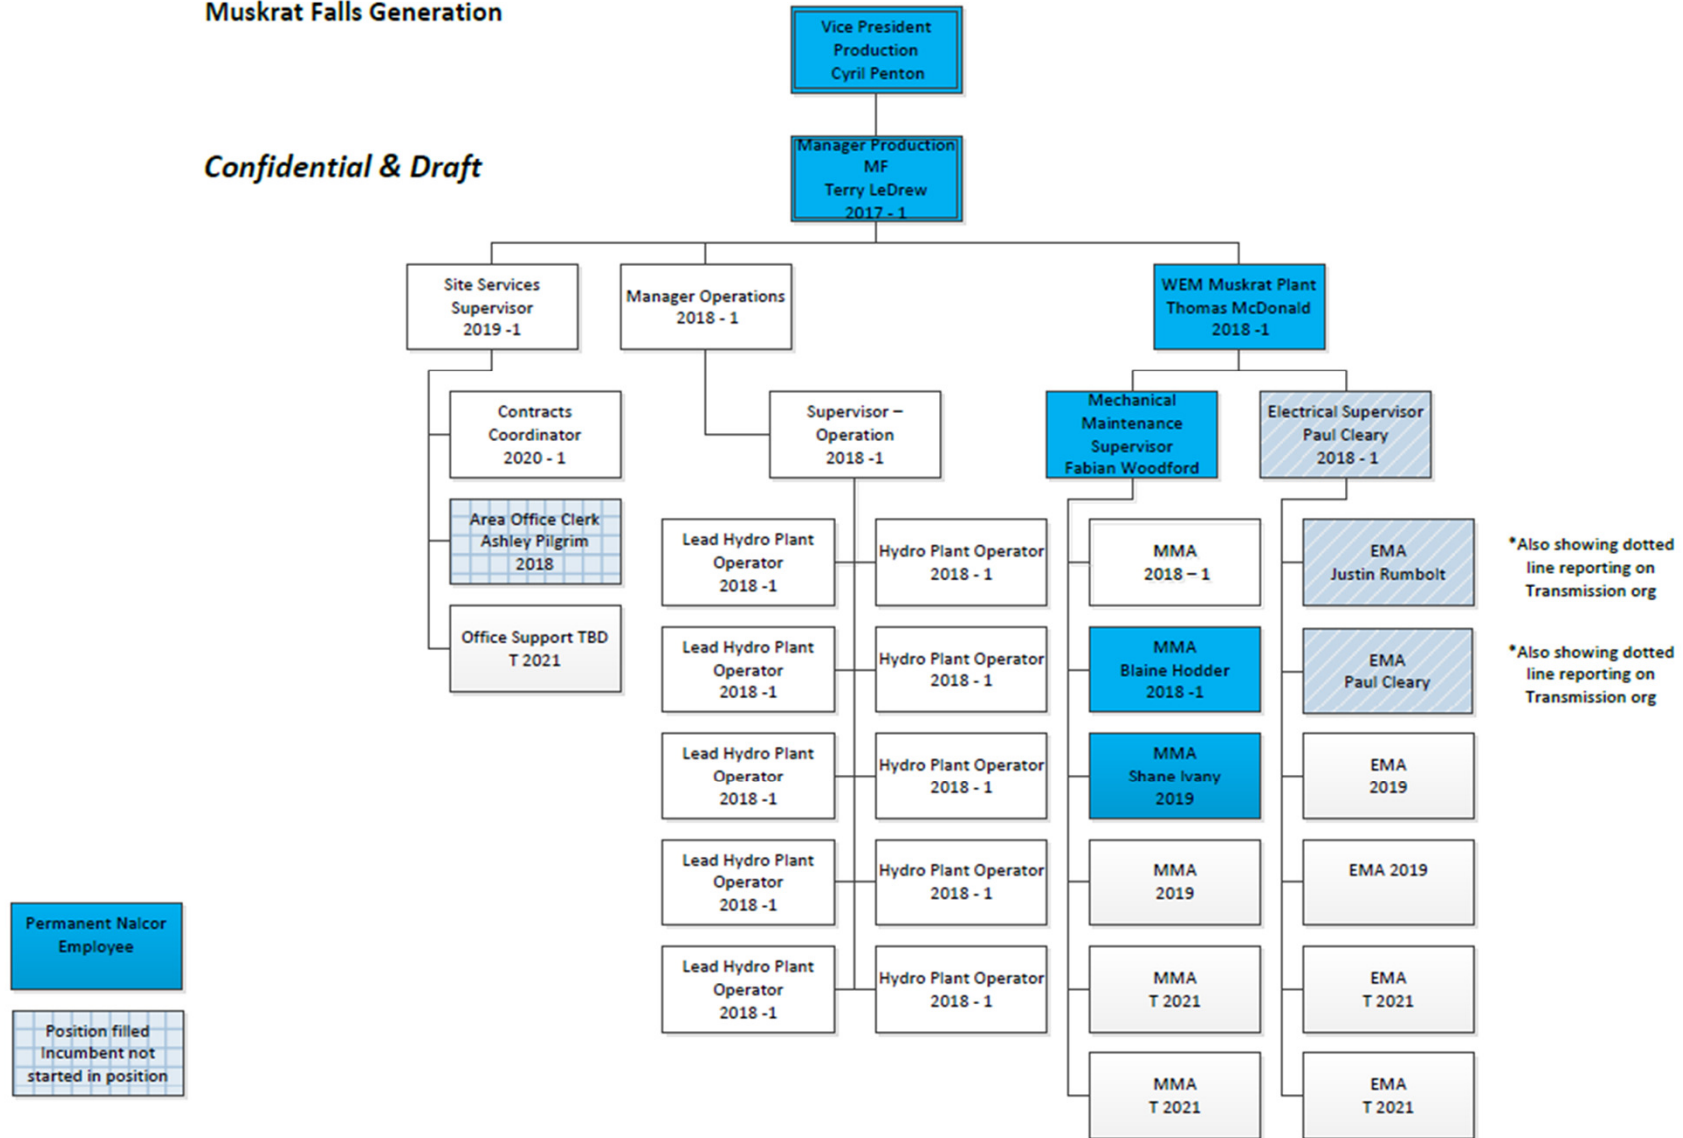 Muskrat Falls Generation
Vice President
Production
Cyril Penton
Confidential & Draft
Manager Production
MF
Terry LeDrew
2017 - 1
Site Services
Supervisor
2019 -1
Manager Operations
2018 - 1
WEM Muskrat Plant
Thomas McDonald
2018 -1
Contracts
Coordinator
2020 - 1
Supervisor –
Operation
2018 -1
Mechanical
Maintenance
Supervisor
Fabian Woodford
Electrical Supervisor
Paul Cleary
2018 - 1
Area Office Clerk
Ashley Pilgrim
2018
Office Support TBD
T 2021
Lead Hydro Plant
Operator
2018 -1
Hydro Plant Operator
2018 - 1
MMA
2018 – 1
EMA
Justin Rumbolt
*Also showing dotted
line reporting on
Transmission org
Lead Hydro Plant
Operator
2018 -1
Hydro Plant Operator
2018 - 1
MMA
Blaine Hodder
2018 -1
EMA
Paul Cleary
*Also showing dotted
line reporting on
Transmission org
Lead Hydro Plant
Operator
2018 -1
Hydro Plant Operator
2018 - 1
MMA
Shane Ivany
2019
EMA
2019
Lead Hydro Plant
Operator
2018 -1
Hydro Plant Operator
2018 - 1
MMA
2019
EMA 2019
Lead Hydro Plant
Operator
2018 -1
Hydro Plant Operator
2018 - 1
MMA
T 2021
EMA
T 2021
MMA
T 2021
EMA
T 2021
Permanent Nalcor
Employee
Position filled
Incumbent not
started in position